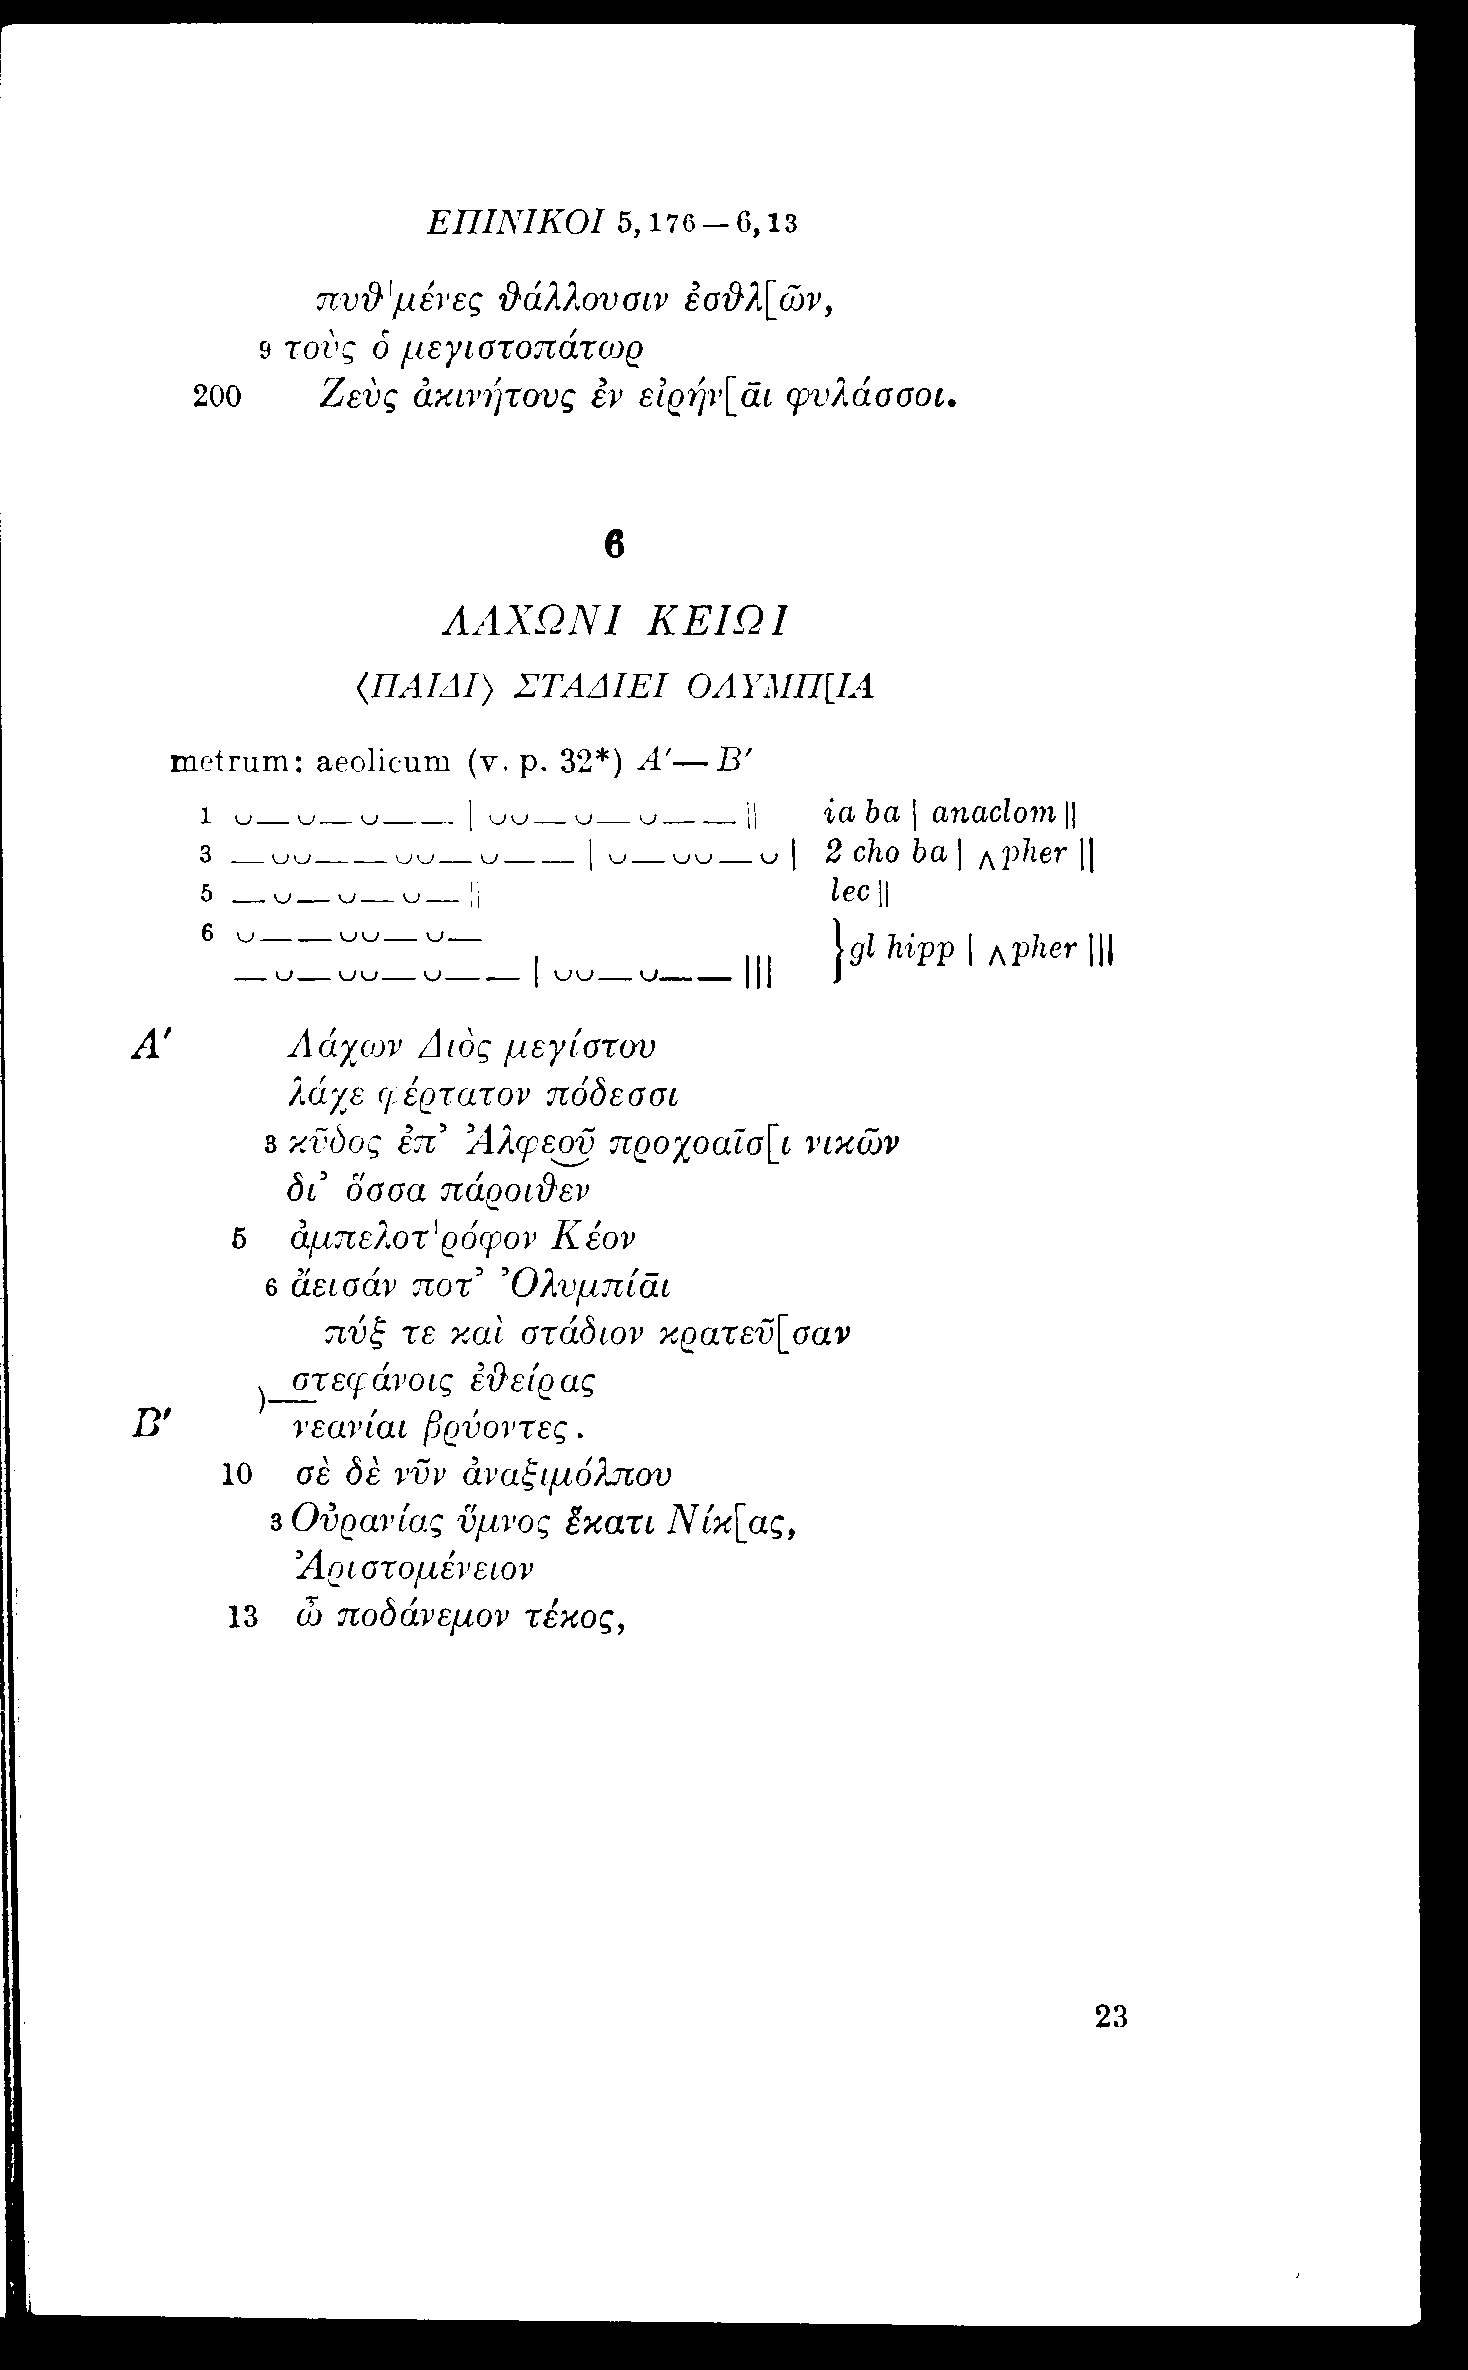 ΕΠΙΝΙΚΟΙ 5,176 — 6,13
πυθ'μένες θάλλουσιν ἐσθλ[ῶν,
9 τοὺς ὁ μεγιστοπάτωρ
200 Ζεὺς ἀκινήτους ἐν εἰρήν[ᾱι φυλάσσοι.
6
ΛΑΧΩΝΙ ΚΕΙΩΙ
⟨ΠΑΙΔΙ⟩ ΣΤΑΔΙΕΙ ΟΛΥΜΠ[ΙΑ
metrum: aeolicum (v. p. 32*) Α′—Β′
1 ∪—∪—∪—— | ∪∪—∪—∪—— || ia ba | anaclom ||
3 —∪∪——∪∪—∪—— | ∪—∪∪—∪ | 2 cho ba | ∧pher ||
5 —∪—∪—∪— || lec ||
6 ∪——∪∪—∪—
—∪—∪∪—∪—— | ∪∪—∪—— ||| }gl hipp | ∧pher |||
Α′ Λάχων Διὸς μεγίστου
λάχε φέρτατον πόδεσσι
3 κῦδος ἐπ’ Ἀλφεο͜ῦ προχοαῖσ[ι νικῶν
δι’ ὅσσα πάροιθεν
5 ἀμπελοτ'ρόφον Κέον
6 ἄεισάν ποτ’ Ὀλυμπίᾱι
πύξ τε καὶ στάδιον κρατεῦ[σαν
στεφάνοις ἐθείρας
Β′ νεανίαι βρύοντες.
10 σὲ δὲ νῦν ἀναξιμόλπου
3 Οὐρανίας ὕμνος ἕκατι Νίκ[ας,
Ἀριστομένειον
13 ὦ ποδάνεμον τέκος,
23